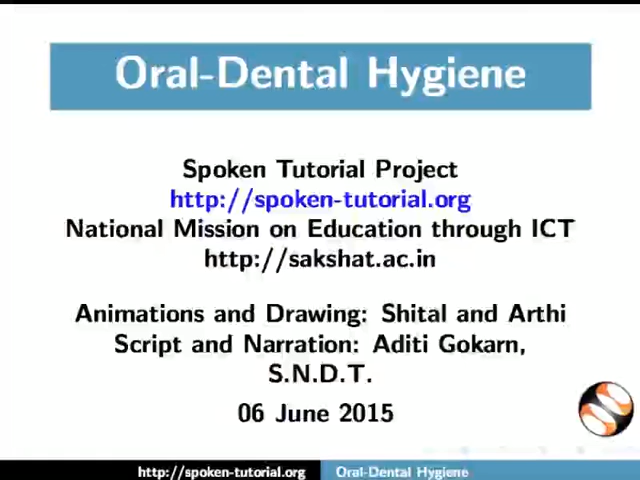 Oral-Dental Hygiene
Spoken Tutorial Project
http://spoken-tutorial.org
National Mission on Education through ICT
http://sakshat.ac.in
Animations and Drawing: Shital and Arthi
Script and Narration: Aditi Gokarn,
S.N.D.T.
06 June 2015
http://spoken-tutorial.org Oral-Dental Hygiene